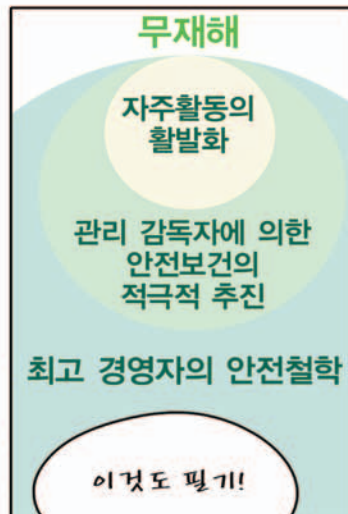 무재해
자주활동의
활발화
관리 감독자에 의한
안전보건의
적극적 추진
최고 경영자의 안전철학
이것도 필기!